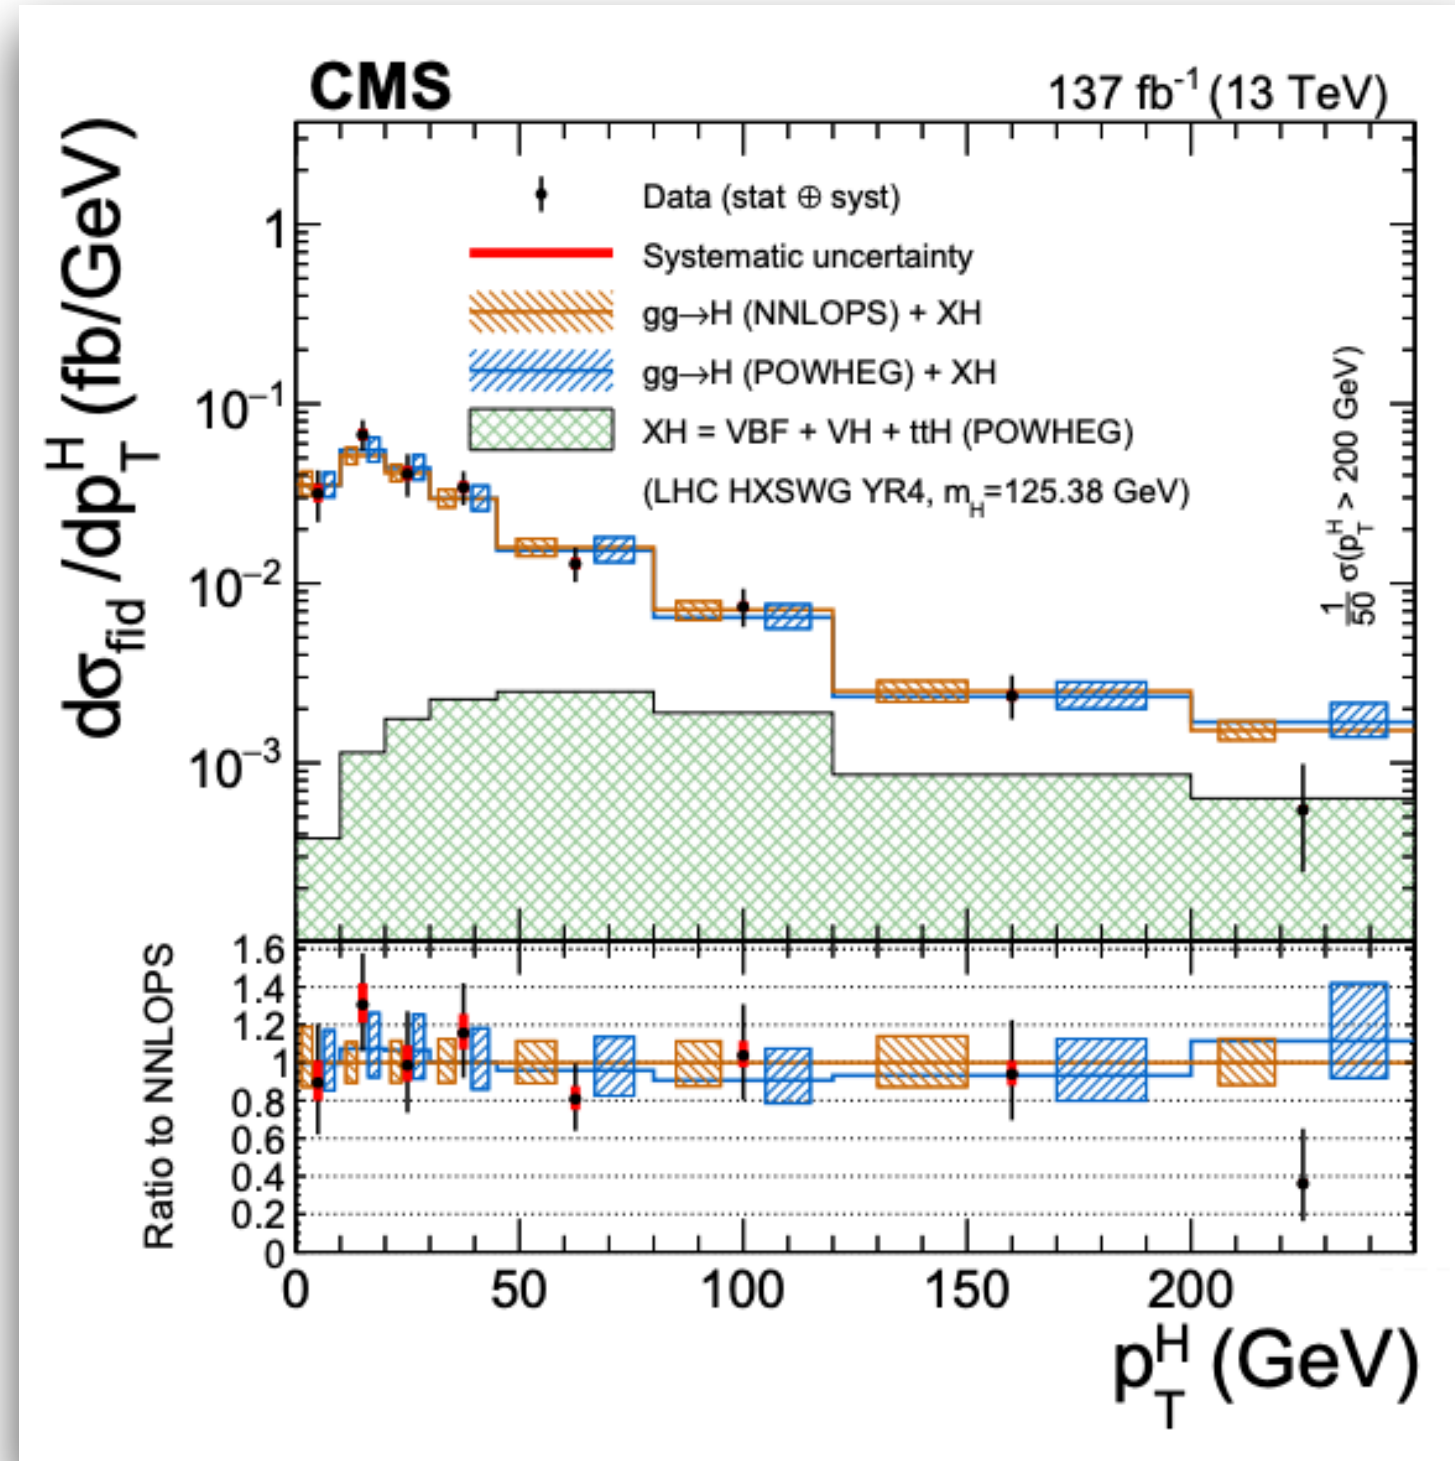 CMS
137 fb⁻¹ (13 TeV)
dσ_fid /dp_T^H (fb/GeV)
1
10⁻¹
10⁻²
10⁻³
Data (stat ⊕ syst)
Systematic uncertainty
gg→H (NNLOPS) + XH
gg→H (POWHEG) + XH
XH = VBF + VH + ttH (POWHEG)
(LHC HXSWG YR4, m_H=125.38 GeV)
1/50 σ(p_T^H > 200 GeV)
Ratio to NNLOPS
1.6
1.4
1.2
1
0.8
0.6
0.4
0.2
0
0 50 100 150 200
p_T^H (GeV)